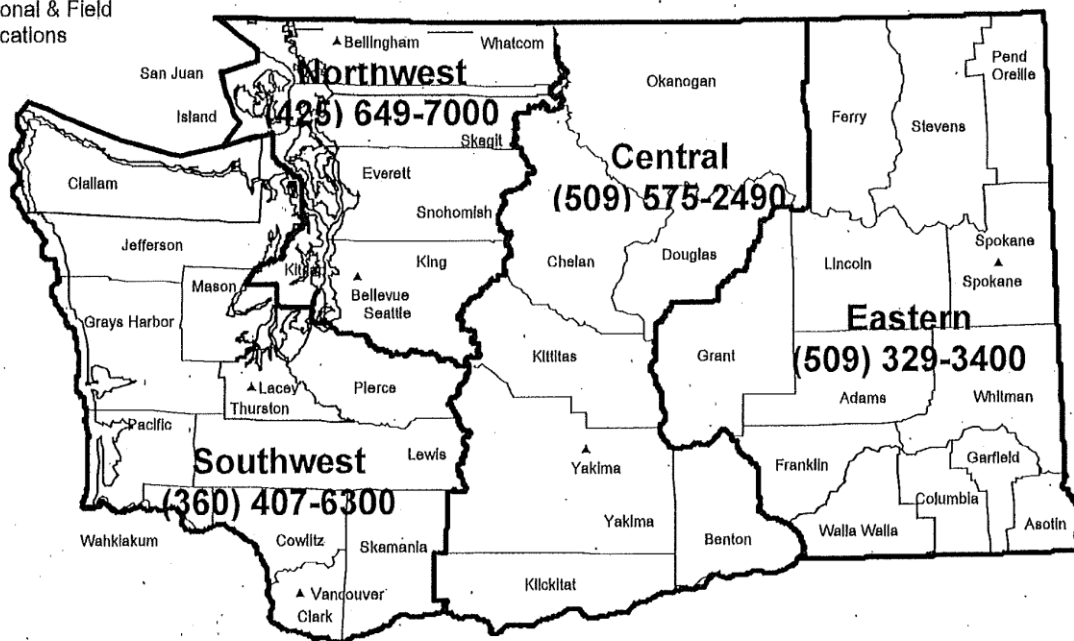 onal & Field
cations
Bellingham
Whatcom
San Juan
Northwest
(425) 649-7000
Island
Skagit
Okanogan
Ferry
Stevens
Pend
Oreille
Clallam
Everett
Snohomish
Central
(509) 575-2490
Jefferson
King
Chelan
Douglas
Lincoln
Spokane
Spokane
Mason
Bellevue
Seattle
Grays Harbor
Eastern
(509) 329-3400
Kittitas
Grant
Lacey
Thurston
Pierce
Adams
Whitman
Pacific
Southwest
(360) 407-6300
Lewis
Yakima
Franklin
Garfield
Columbia
Yakima
Wahkiakum
Cowlitz
Skamania
Benton
Walla Walla
Asotin
Klickitat
Vancouver
Clark